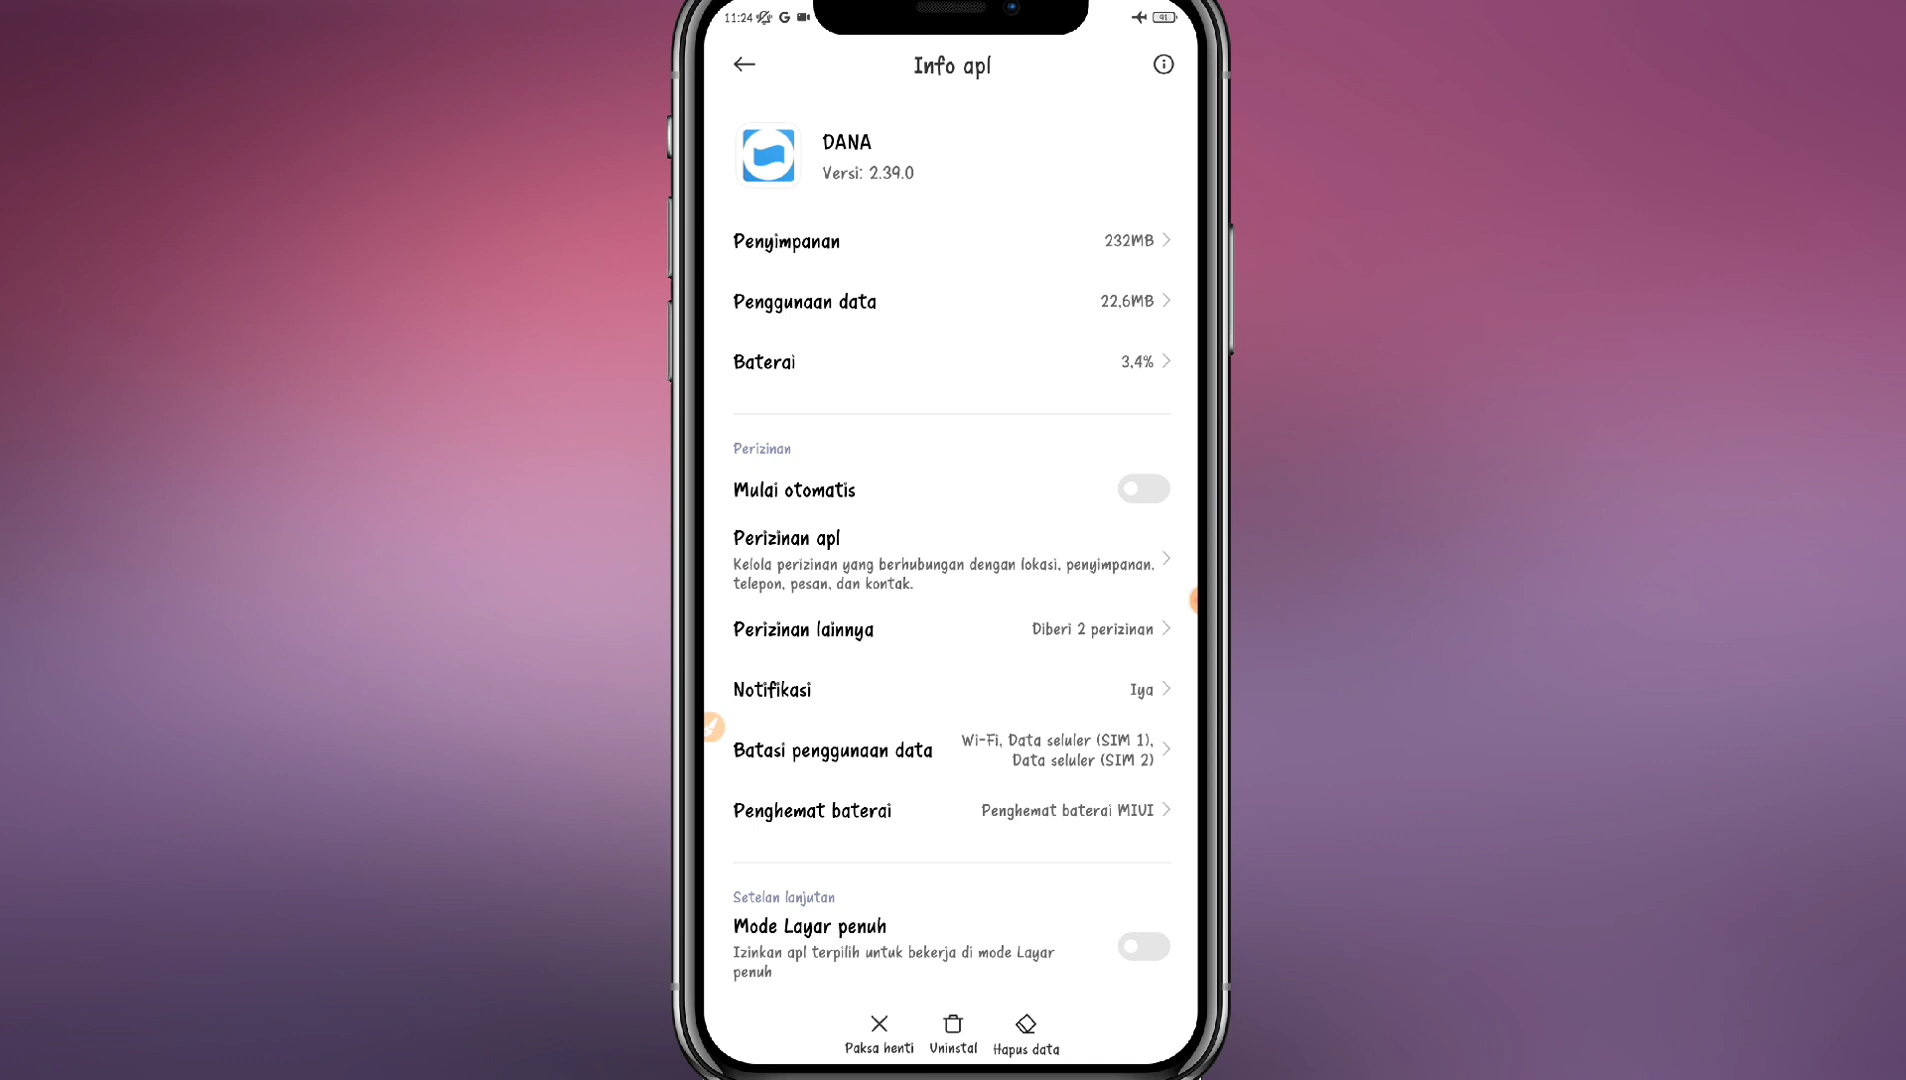 11:24
91
Info apl
DANA
Versi: 2.39.0
Penyimpanan 232MB
Penggunaan data 22,6MB
Baterai 3,4%
Perizinan
Mulai otomatis
Perizinan apl
Kelola perizinan yang berhubungan dengan lokasi, penyimpanan,
telepon, pesan, dan kontak.
Perizinan lainnya Diberi 2 perizinan
Notifikasi Iya
Batasi penggunaan data Wi-Fi, Data seluler (SIM 1),
Data seluler (SIM 2)
Penghemat baterai Penghemat baterai MIUI
Setelan lanjutan
Mode Layar penuh
Izinkan apl terpilih untuk bekerja di mode Layar
penuh
Paksa henti Uninstal Hapus data